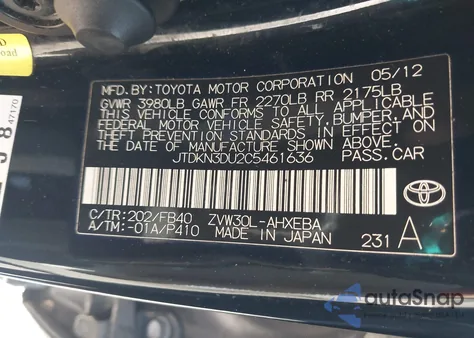 MFD. BY: TOYOTA MOTOR CORPORATION 05/12
GVWR 3980LB GAWR FR 2270LB RR 2175LB
THIS VEHICLE CONFORMS TO ALL APPLICABLE
FEDERAL MOTOR VEHICLE SAFETY, BUMPER, AND
THEFT PREVENTION STANDARDS IN EFFECT ON
THE DATE OF MANUFACTURE SHOWN ABOVE.
JTDKN3DU2C5461636 PASS.CAR
C/TR:202/FB40 ZVW30L-AHXEBA
A/TM:-01A/P410 MADE IN JAPAN 231 A
TOYOTA
47170
autoSnap